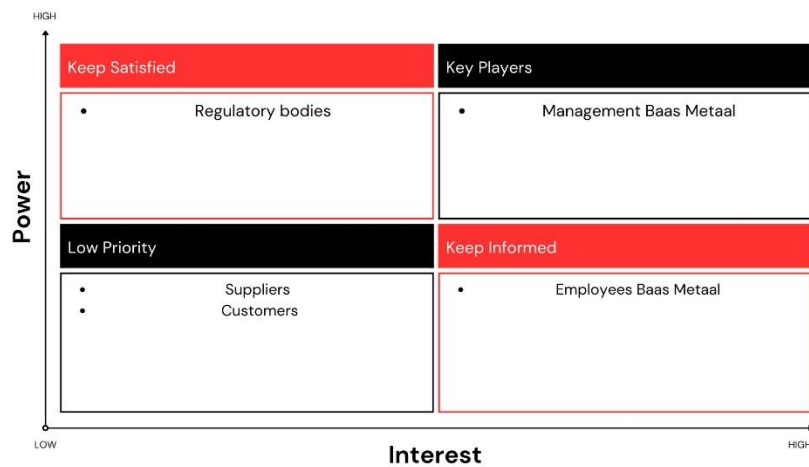 HIGH
Keep Satisfied
Key Players
• Regulatory bodies
• Management Baas Metaal
Power
Low Priority
Keep Informed
• Suppliers
• Customers
• Employees Baas Metaal
LOW
Interest
HIGH